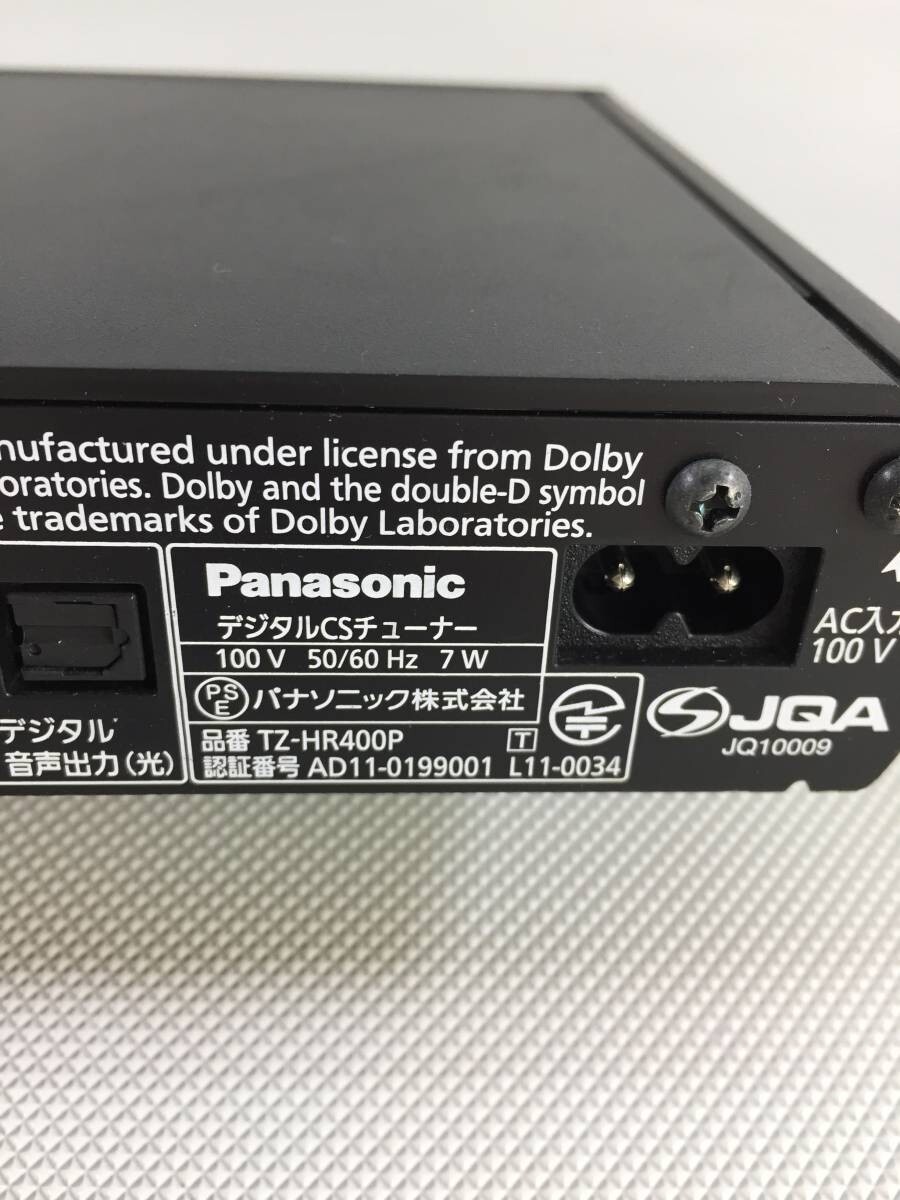 under license from Dolby
Dolby and the double-D symbol
trademarks of Dolby Laboratories.
Panasonic
デジタルCSチューナー
100 V 50/60 Hz 7 W
PS
E
パナソニック株式会社
品番 TZ-HR400P
T
認証番号 AD11-0199001 L11-0034
デジタル
音声出力(光)
AC入力
100 V
JQA
JQ10009